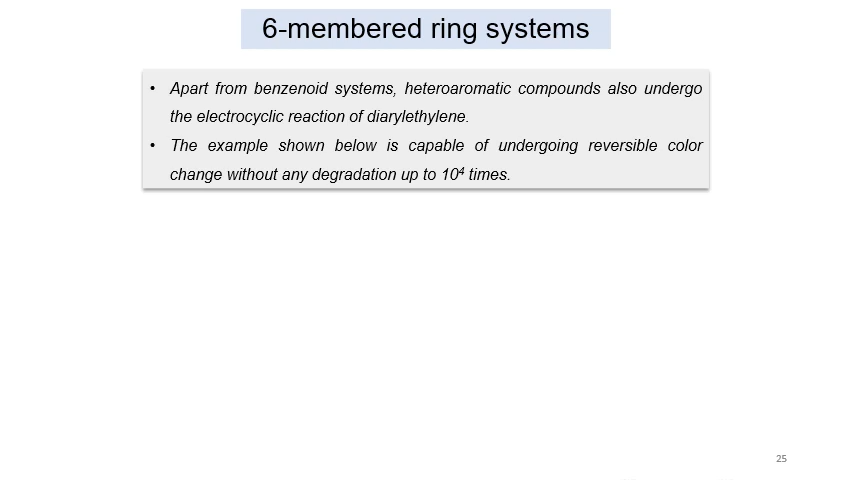 6-membered ring systems
• Apart from benzenoid systems, heteroaromatic compounds also undergo
the electrocyclic reaction of diarylethylene.
• The example shown below is capable of undergoing reversible color
change without any degradation up to 10⁴ times.
25